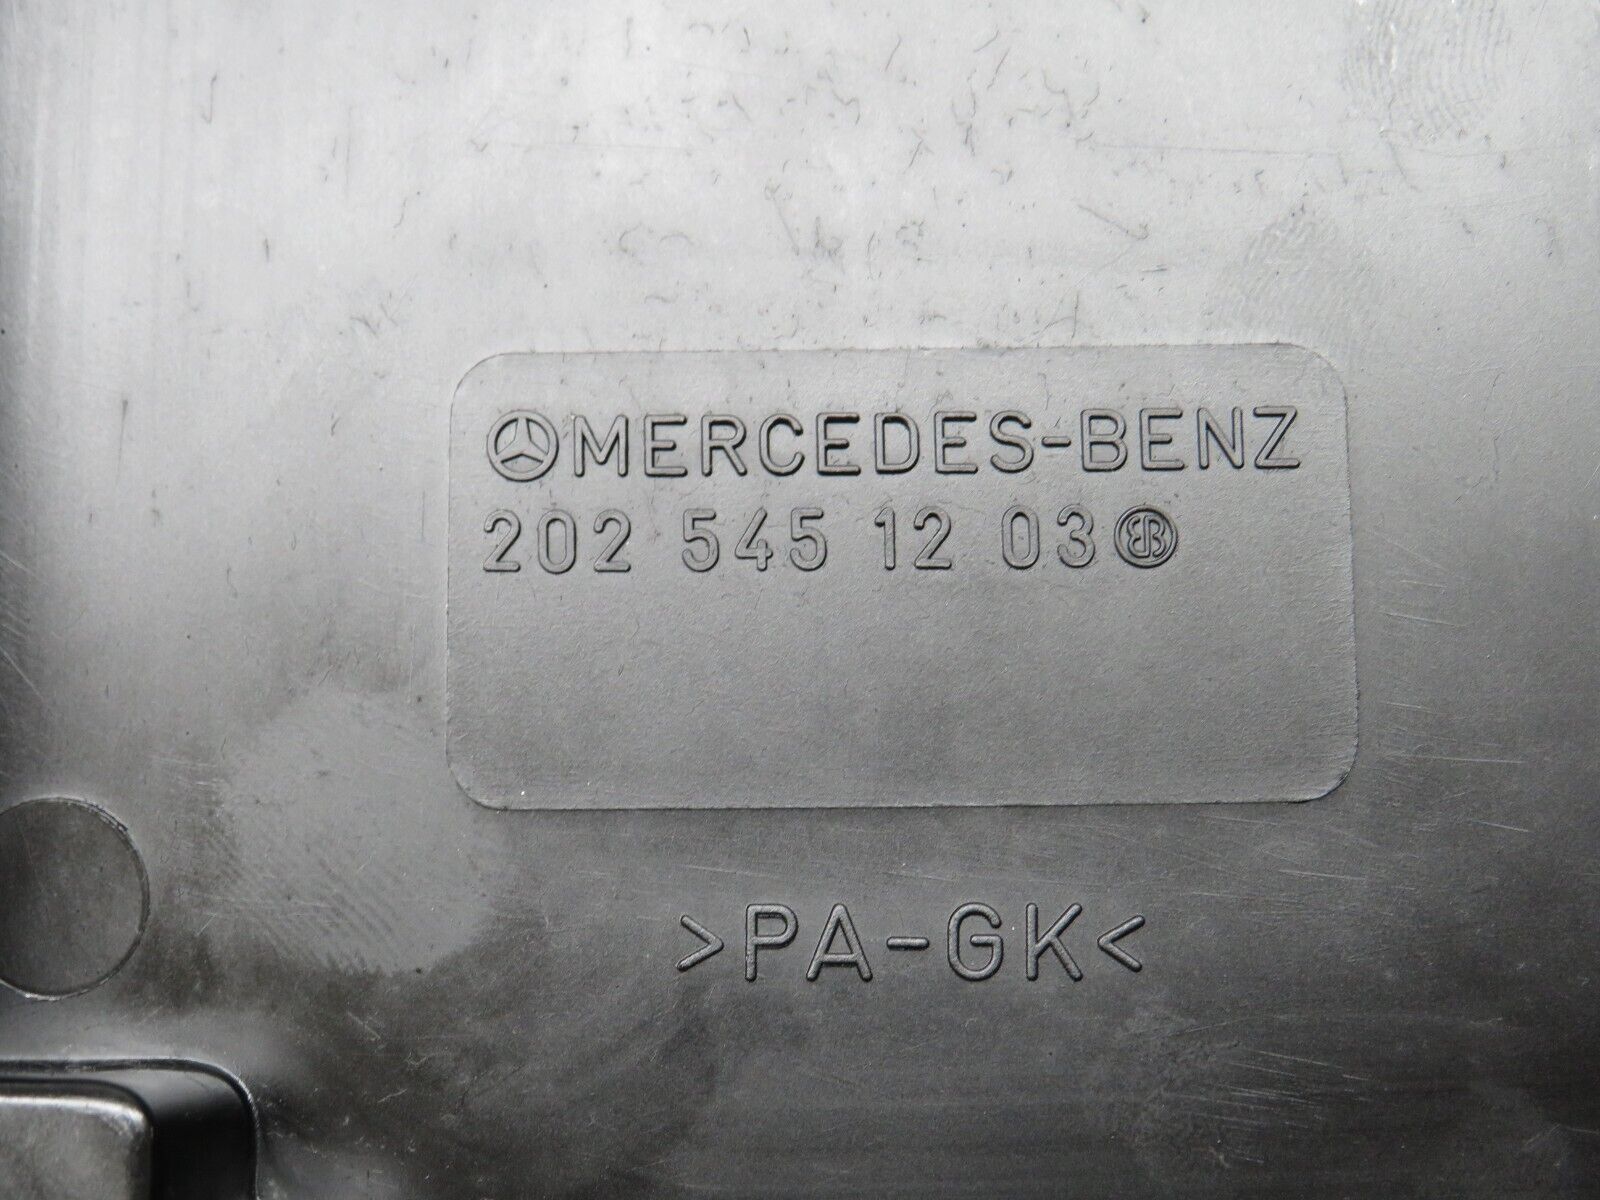 MERCEDES-BENZ
202 545 12 03
>PA-GK<